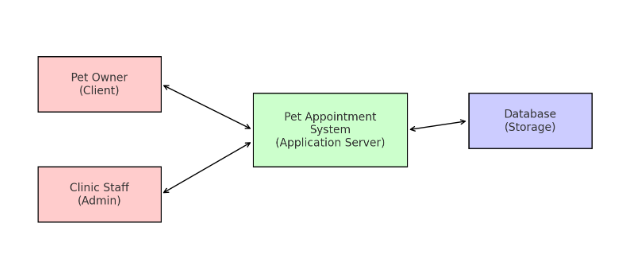 Pet Owner
(Client)
Clinic Staff
(Admin)
Pet Appointment
System
(Application Server)
Database
(Storage)